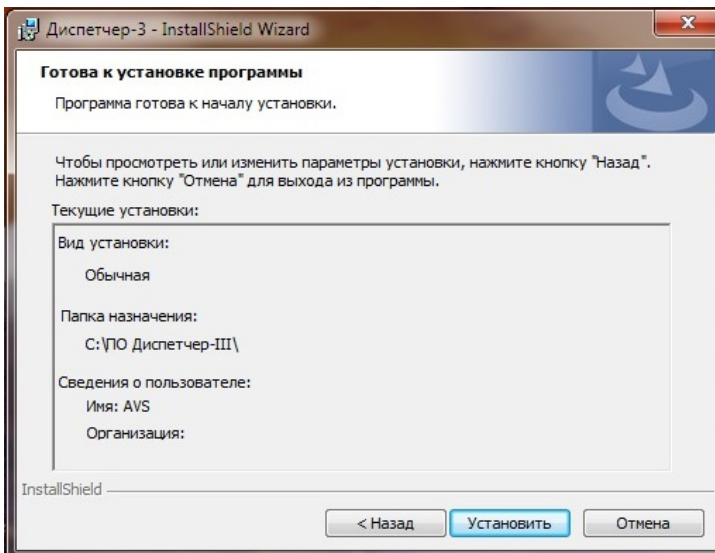 Диспетчер-3 - InstallShield Wizard
Готова к установке программы
Программа готова к началу установки.
Чтобы просмотреть или изменить параметры установки, нажмите кнопку "Назад".
Нажмите кнопку "Отмена" для выхода из программы.
Текущие установки:
Вид установки:
Обычная
Папка назначения:
C:\ПО Диспетчер-III\
Сведения о пользователе:
Имя: AVS
Организация:
InstallShield
< Назад
Установить
Отмена